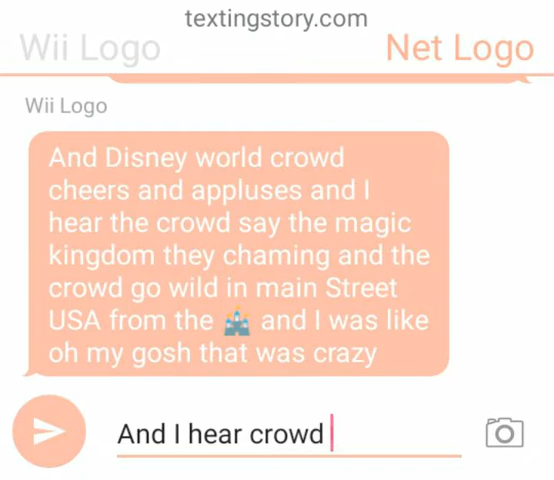 textingstory.com
Wii Logo
Net Logo
Wii Logo
And Disney world crowd
cheers and appluses and I
hear the crowd say the magic
kingdom they chaming and the
crowd go wild in main Street
USA from the 🏰 and I was like
oh my gosh that was crazy
And I hear crowd